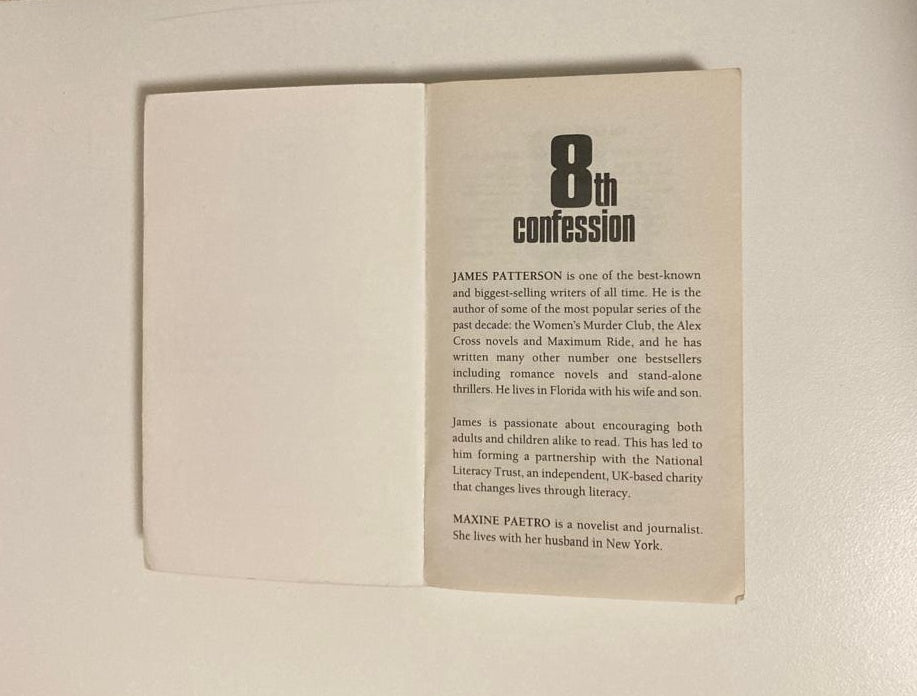 8th
confession
JAMES PATTERSON is one of the best-known
and biggest-selling writers of all time. He is the
author of some of the most popular series of the
past decade: the Women's Murder Club, the Alex
Cross novels and Maximum Ride, and he has
written many other number one bestsellers
including romance novels and stand-alone
thrillers. He lives in Florida with his wife and son.
James is passionate about encouraging both
adults and children alike to read. This has led to
him forming a partnership with the National
Literacy Trust, an independent, UK-based charity
that changes lives through literacy.
MAXINE PAETRO is a novelist and journalist.
She lives with her husband in New York.